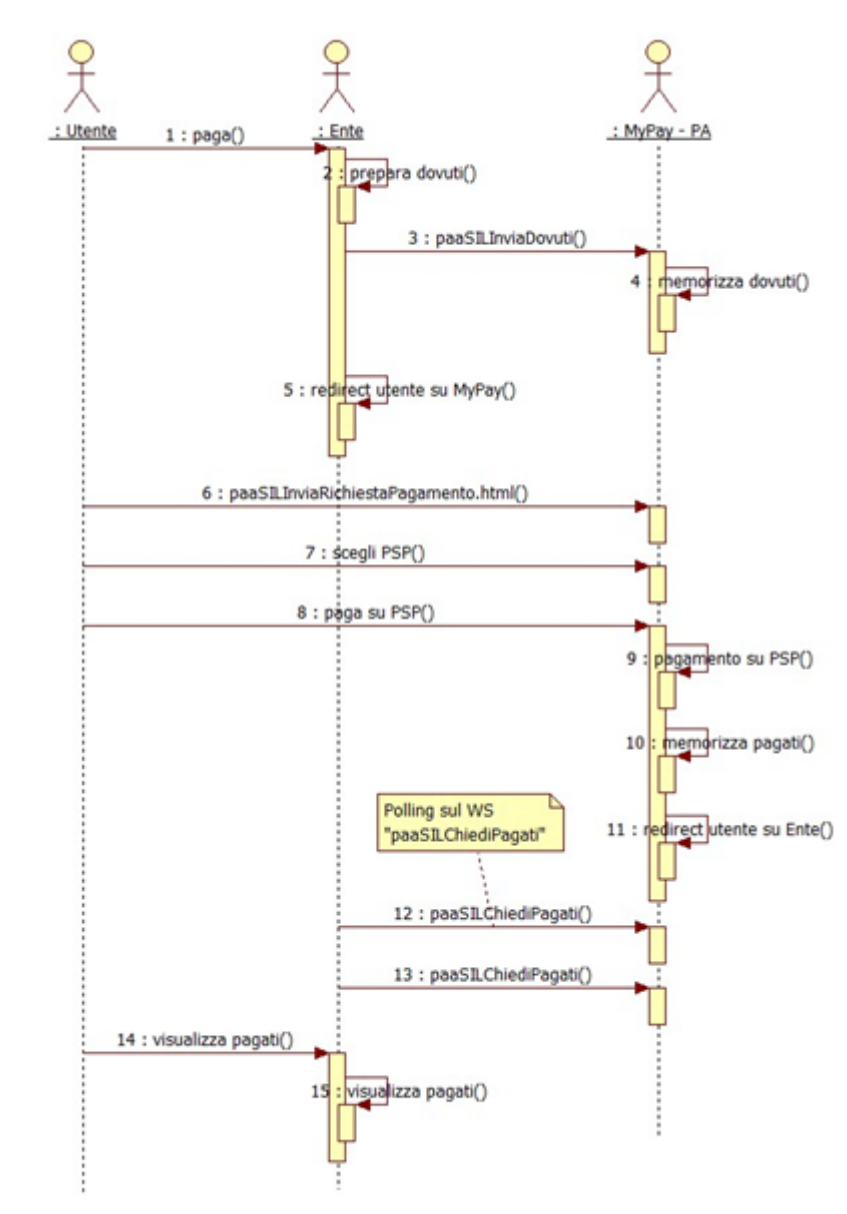 : Utente
: Ente
: MyPay - PA
1 : paga()
2 : prepara dovuti()
3 : paaSILInviaDovuti()
4 : memorizza dovuti()
5 : redirect utente su MyPay()
6 : paaSILInviaRichiestaPagamento.html()
7 : scegli PSP()
8 : paga su PSP()
9 : pagamento su PSP()
10 : memorizza pagati()
Polling sul WS
"paaSILChiediPagati"
11 : redirect utente su Ente()
12 : paaSILChiediPagati()
13 : paaSILChiediPagati()
14 : visualizza pagati()
15 : visualizza pagati()